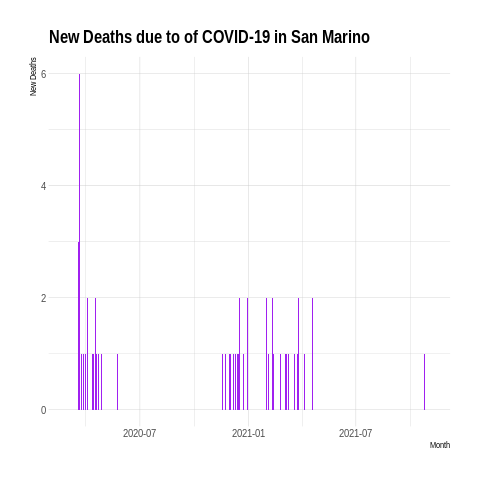 New Deaths due to of COVID-19 in San Marino
New Deaths
6
4
2
0
2020-07 2021-01 2021-07
Month